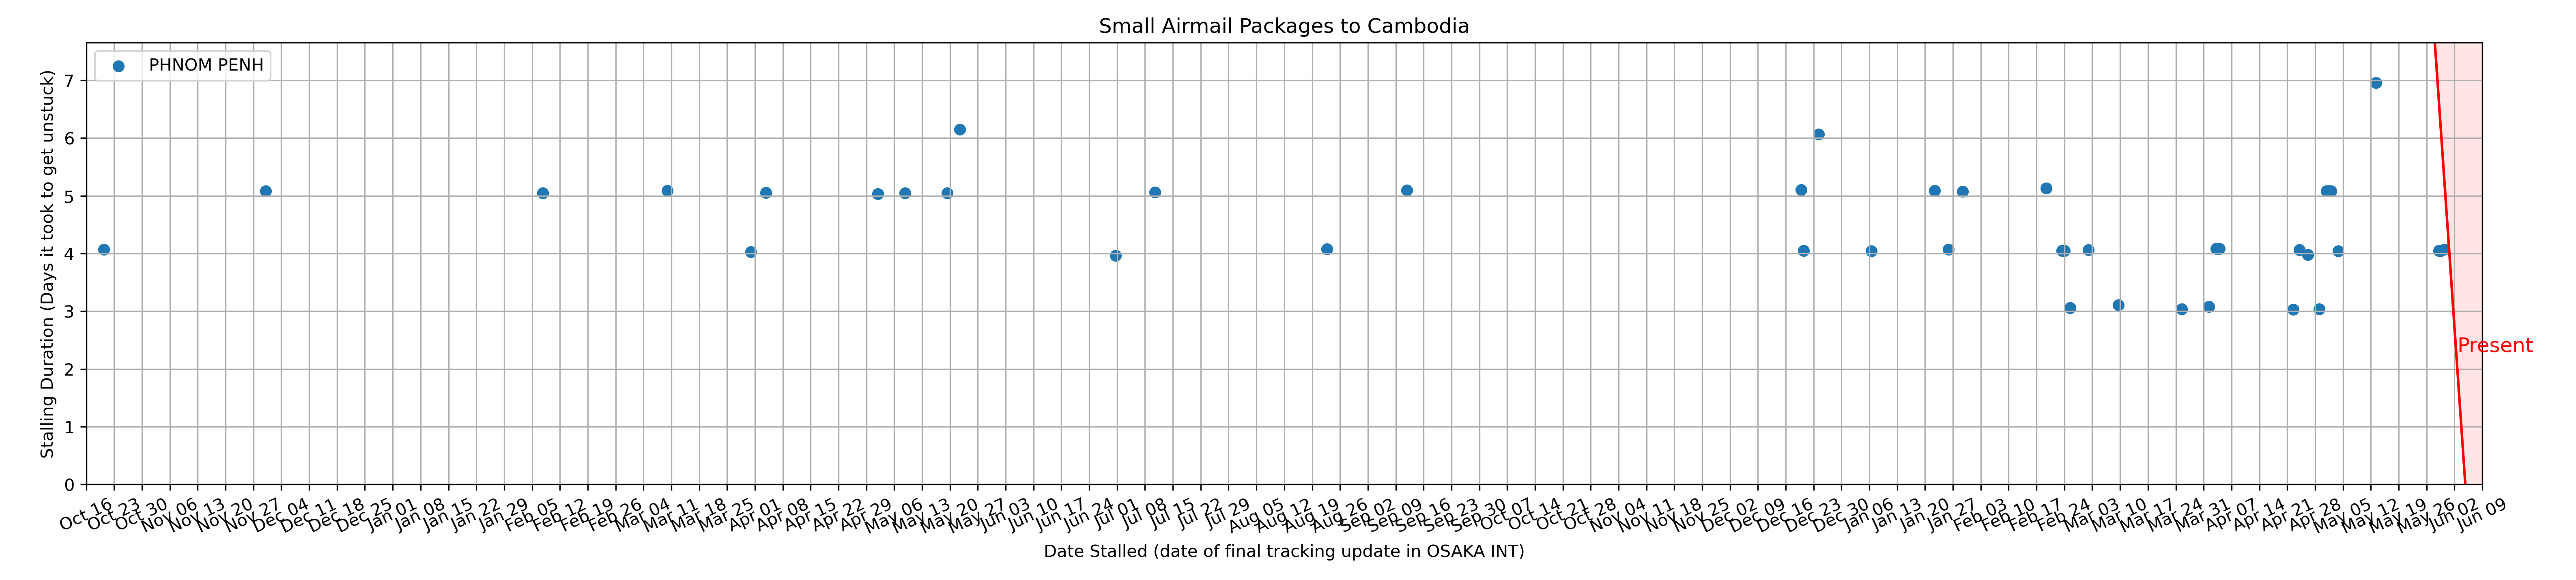 Small Airmail Packages to Cambodia
PHNOM PENH
Stalling Duration (Days it took to get unstuck)
7
6
5
4
3
2
1
0
Present
Oct 16
Oct 23
Oct 30
Nov 06
Nov 13
Nov 20
Nov 27
Dec 04
Dec 11
Dec 18
Dec 25
Jan 01
Jan 08
Jan 15
Jan 22
Jan 29
Feb 05
Feb 12
Feb 19
Feb 26
Mar 04
Mar 11
Mar 18
Mar 25
Apr 01
Apr 08
Apr 15
Apr 22
Apr 29
May 06
May 13
May 20
May 27
Jun 03
Jun 10
Jun 17
Jun 24
Jul 01
Jul 08
Jul 15
Jul 22
Jul 29
Aug 05
Aug 12
Aug 19
Aug 26
Sep 02
Sep 09
Sep 16
Sep 23
Sep 30
Oct 07
Oct 14
Oct 21
Oct 28
Nov 04
Nov 11
Nov 18
Nov 25
Dec 02
Dec 09
Dec 16
Dec 23
Dec 30
Jan 06
Jan 13
Jan 20
Jan 27
Feb 03
Feb 10
Feb 17
Feb 24
Mar 03
Mar 10
Mar 17
Mar 24
Mar 31
Apr 07
Apr 14
Apr 21
Apr 28
May 05
May 12
May 19
May 26
Jun 02
Jun 09
Date Stalled (date of final tracking update in OSAKA INT)